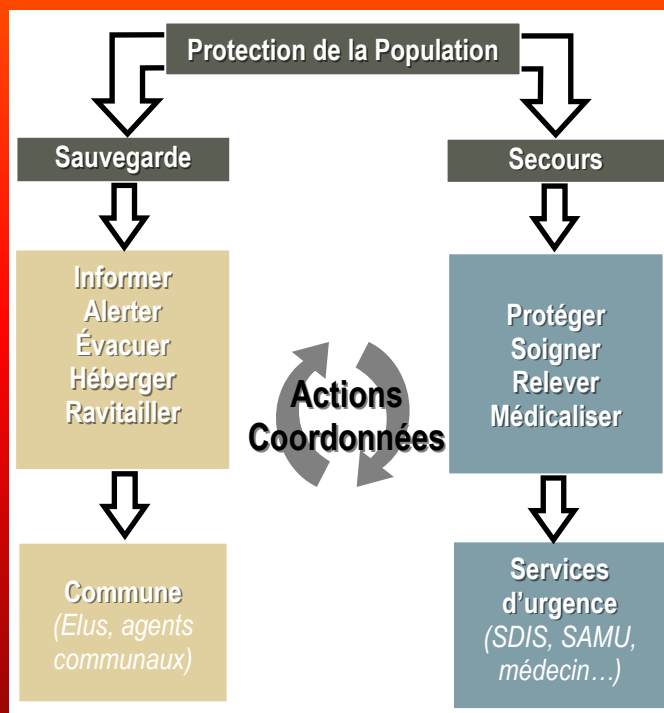 Protection de la Population
Sauvegarde
Secours
Informer
Alerter
Évacuer
Héberger
Ravitailler
Protéger
Soigner
Relever
Médicaliser
Actions
Coordonnées
Commune
(Elus, agents
communaux)
Services
d’urgence
(SDIS, SAMU,
médecin…)